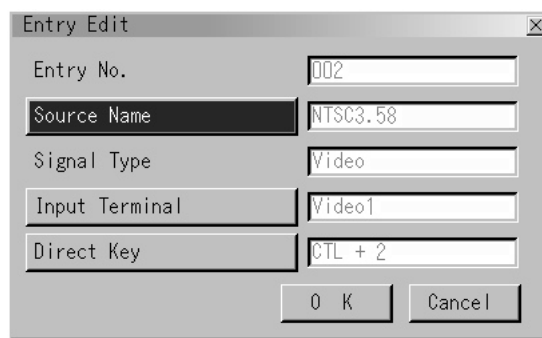 Entry Edit
Entry No. 002
Source Name NTSC3.58
Signal Type Video
Input Terminal Video1
Direct Key CTL + 2
OK Cancel